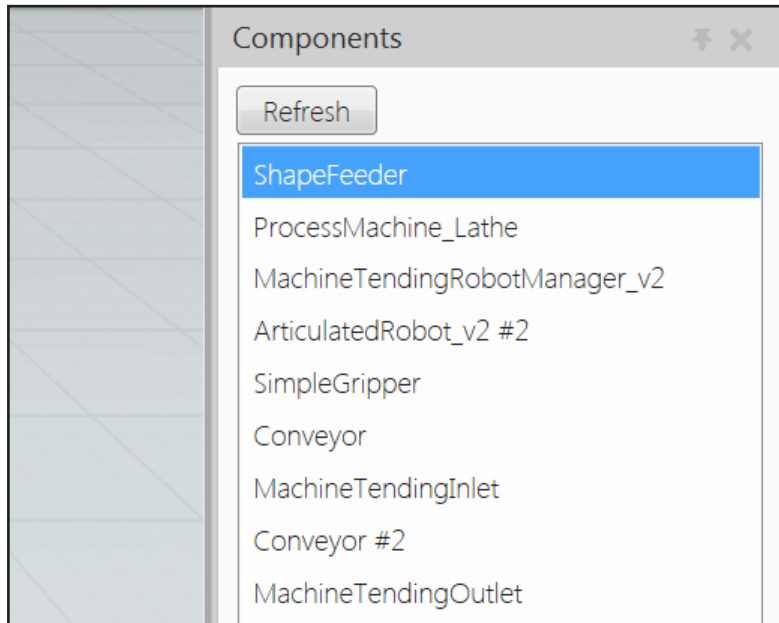 Components
Refresh
ShapeFeeder
ProcessMachine_Lathe
MachineTendingRobotManager_v2
ArticulatedRobot_v2 #2
SimpleGripper
Conveyor
MachineTendingInlet
Conveyor #2
MachineTendingOutlet